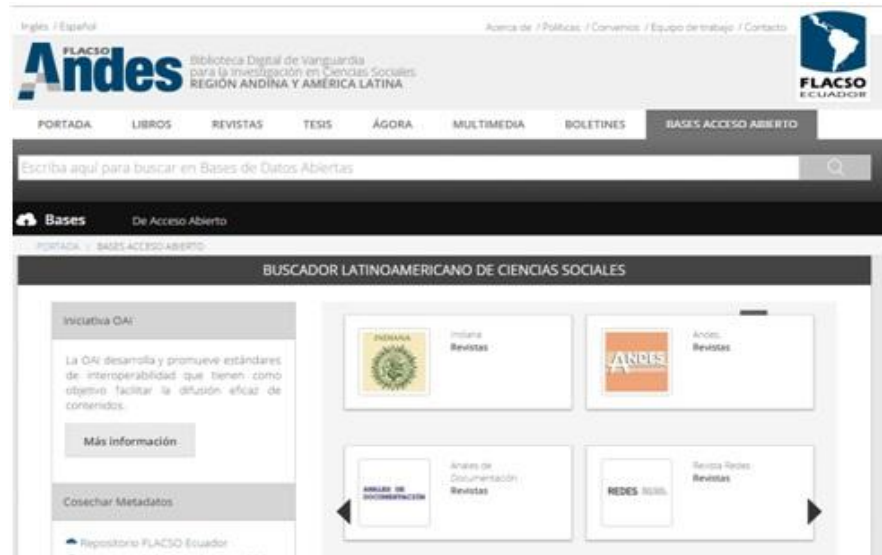 Inglés / Español
Acerca de / Políticas / Convenios / Equipo de trabajo / Contacto
FLACSO
Andes
Biblioteca Digital de Vanguardia
para la Investigación en Ciencias Sociales
REGIÓN ANDINA Y AMÉRICA LATINA
FLACSO
ECUADOR
PORTADA LIBROS REVISTAS TESIS ÁGORA MULTIMEDIA BOLETINES BASES ACCESO ABIERTO
Escriba aquí para buscar en Bases de Datos Abiertas
Bases De Acceso Abierto
PORTADA / BASES ACCESO ABIERTO
BUSCADOR LATINOAMERICANO DE CIENCIAS SOCIALES
Iniciativa OAI
La OAI desarrolla y promueve estándares
de interoperabilidad que tienen como
objetivo facilitar la difusión eficaz de
contenidos.
Más información
Cosechar Metadatos
Repositorio FLACSO Ecuador
INDIANA
Indiana
Revistas
ANDES
Andes
Revistas
ANALES DE
DOCUMENTACIÓN
Anales de
Documentación
Revistas
REDES
Revista Redes
Revistas